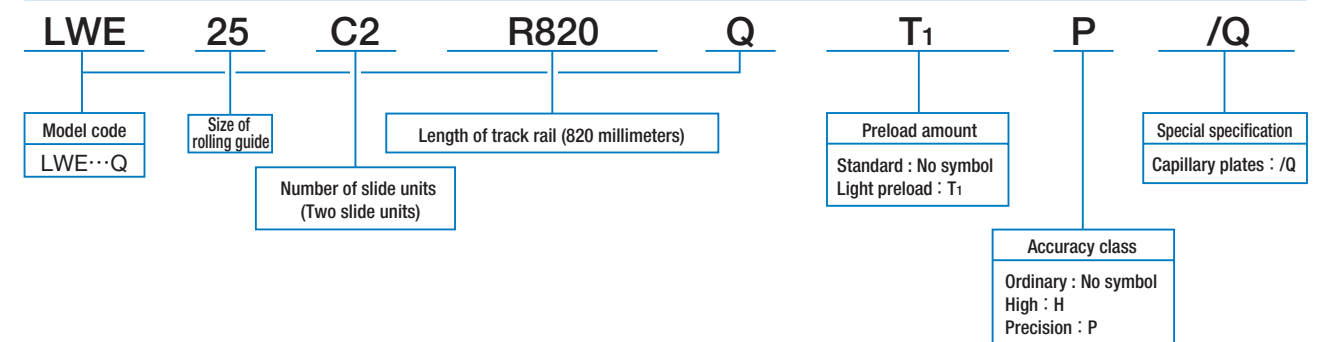 LWE 25 C2 R820 Q T1 P /Q
Model code
LWE…Q
Size of
rolling guide
Number of slide units
(Two slide units)
Length of track rail (820 millimeters)
Preload amount
Standard : No symbol
Light preload : T1
Accuracy class
Ordinary : No symbol
High : H
Precision : P
Special specification
Capillary plates : /Q